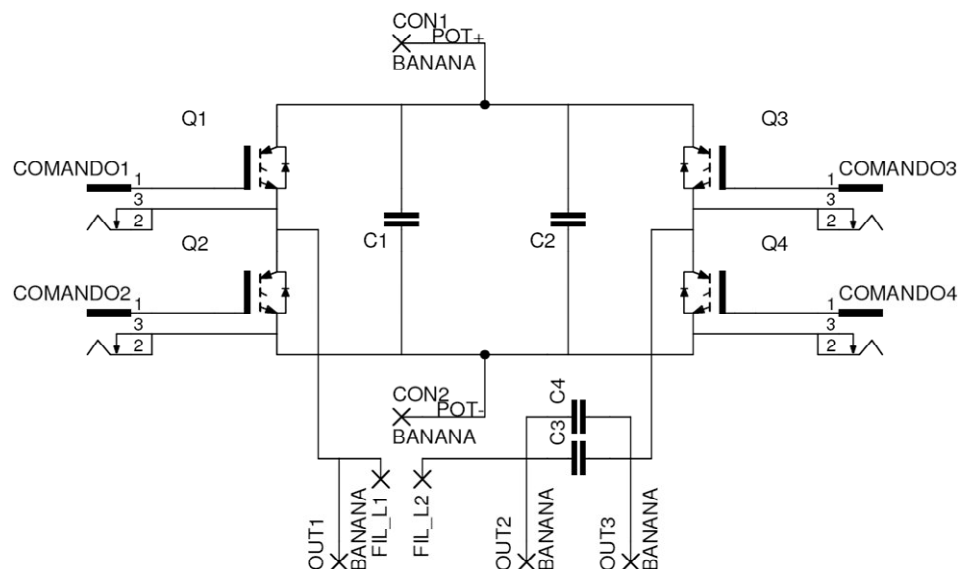 CON1
POT+
BANANA
Q1
Q3
COMANDO1
1
3
2
1
3
2
COMANDO3
C1
C2
Q2
Q4
COMANDO2
1
3
2
1
3
2
COMANDO4
CON2
POT-
BANANA
C4
C3
OUT1
BANANA
FIL_L1
FIL_L2
OUT2
BANANA
OUT3
BANANA